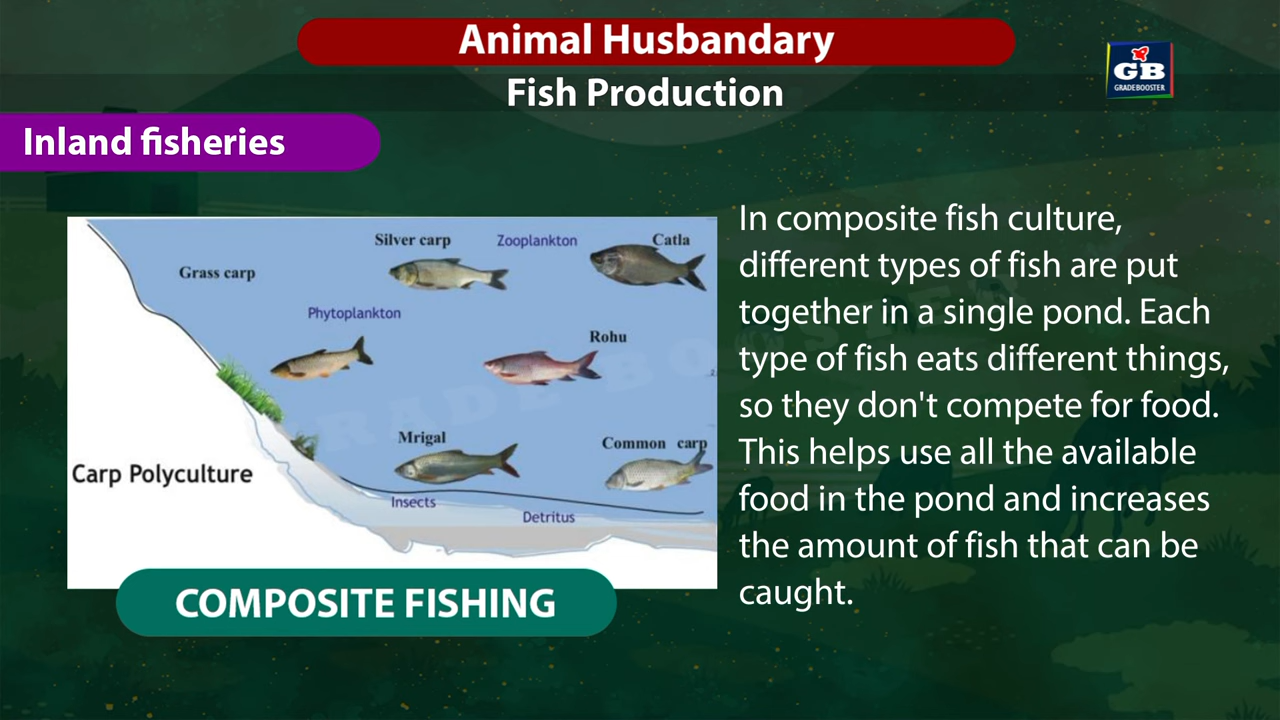 Animal Husbandary
Fish Production
GB
GRADEBOOSTER
Inland fisheries
Silver carp
Zooplankton
Catla
Grass carp
Phytoplankton
Rohu
Mrigal
Common carp
Carp Polyculture
Insects
Detritus
COMPOSITE FISHING
In composite fish culture,
different types of fish are put
together in a single pond. Each
type of fish eats different things,
so they don't compete for food.
This helps use all the available
food in the pond and increases
the amount of fish that can be
caught.